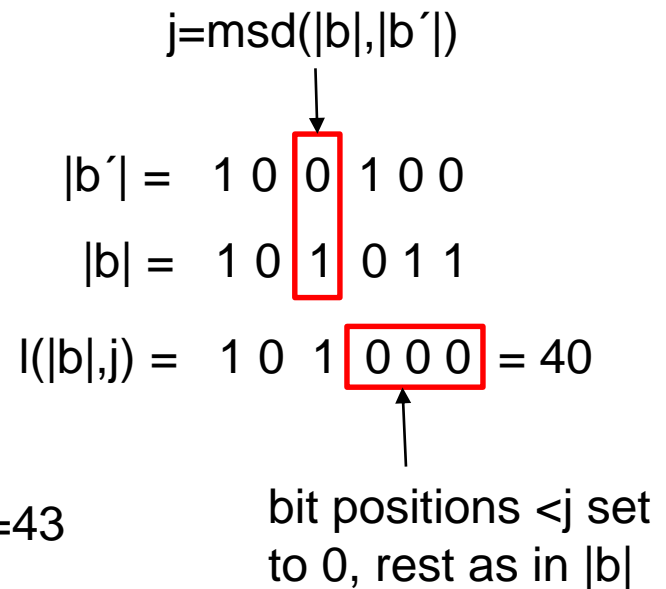 j=msd(|b|,|b´|)
|b´| = 1 0 0 1 0 0
|b| = 1 0 1 0 1 1
l(|b|,j) = 1 0 1 0 0 0 = 40
=43
bit positions <j set
to 0, rest as in |b|